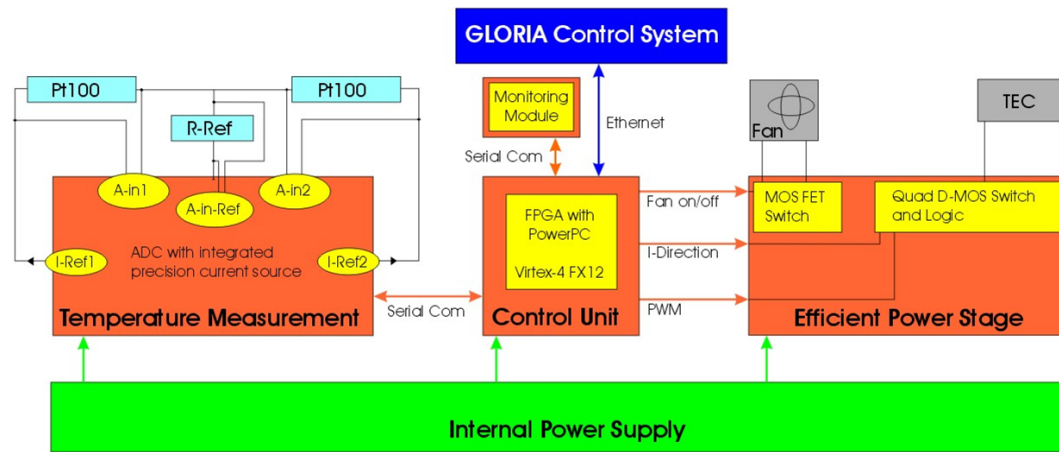 GLORIA Control System
Pt100
Pt100
R-Ref
Monitoring
Module
Ethernet
Serial Com
Fan
TEC
A-in1
A-in-Ref
A-in2
I-Ref1
I-Ref2
ADC with integrated
precision current source
Temperature Measurement
Serial Com
FPGA with
PowerPC
Virtex-4 FX12
Control Unit
Fan on/off
I-Direction
PWM
MOS FET
Switch
Quad D-MOS Switch
and Logic
Efficient Power Stage
Internal Power Supply